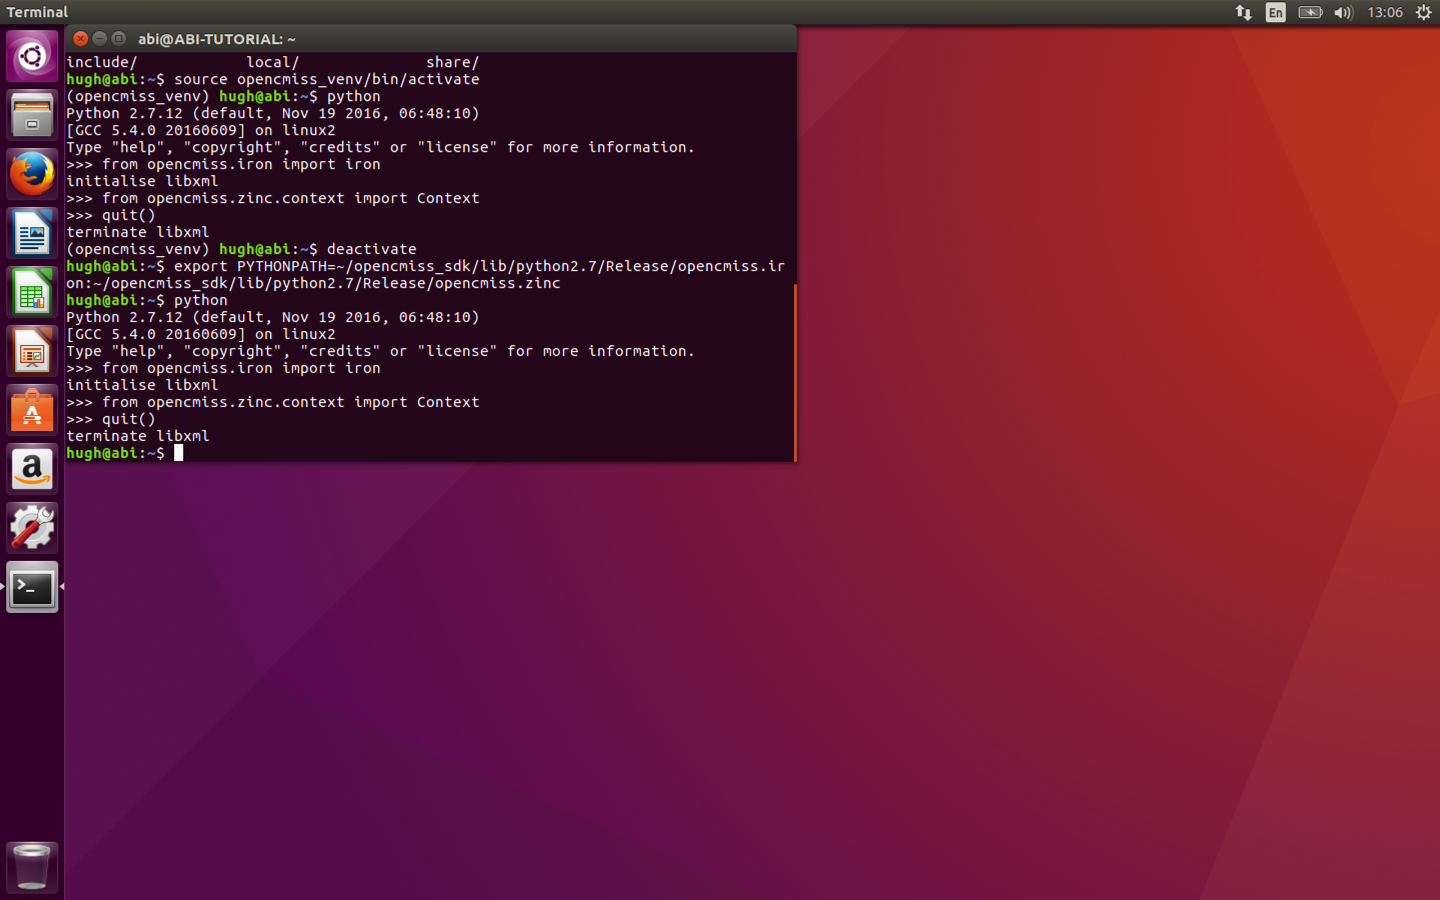 Terminal
En
13:06
abi@ABI-TUTORIAL: ~
include/            local/              share/
hugh@abi:~$ source opencmiss_venv/bin/activate
(opencmiss_venv) hugh@abi:~$ python
Python 2.7.12 (default, Nov 19 2016, 06:48:10)
[GCC 5.4.0 20160609] on linux2
Type "help", "copyright", "credits" or "license" for more information.
>>> from opencmiss.iron import iron
initialise libxml
>>> from opencmiss.zinc.context import Context
>>> quit()
terminate libxml
(opencmiss_venv) hugh@abi:~$ deactivate
hugh@abi:~$ export PYTHONPATH=~/opencmiss_sdk/lib/python2.7/Release/opencmiss.ir
on:~/opencmiss_sdk/lib/python2.7/Release/opencmiss.zinc
hugh@abi:~$ python
Python 2.7.12 (default, Nov 19 2016, 06:48:10)
[GCC 5.4.0 20160609] on linux2
Type "help", "copyright", "credits" or "license" for more information.
>>> from opencmiss.iron import iron
initialise libxml
>>> from opencmiss.zinc.context import Context
>>> quit()
terminate libxml
hugh@abi:~$